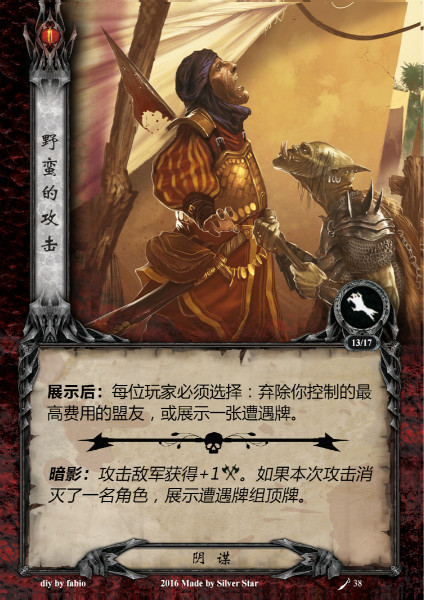 野蛮的攻击
13/17
展示后：每位玩家必须选择：弃除你控制的最
高费用的盟友，或展示一张遭遇牌。
暗影：攻击敌军获得+1。如果本次攻击消
灭了一名角色，展示遭遇牌组顶牌。
阴 谋
diy by fabio 2016 Made by Silver Star 38